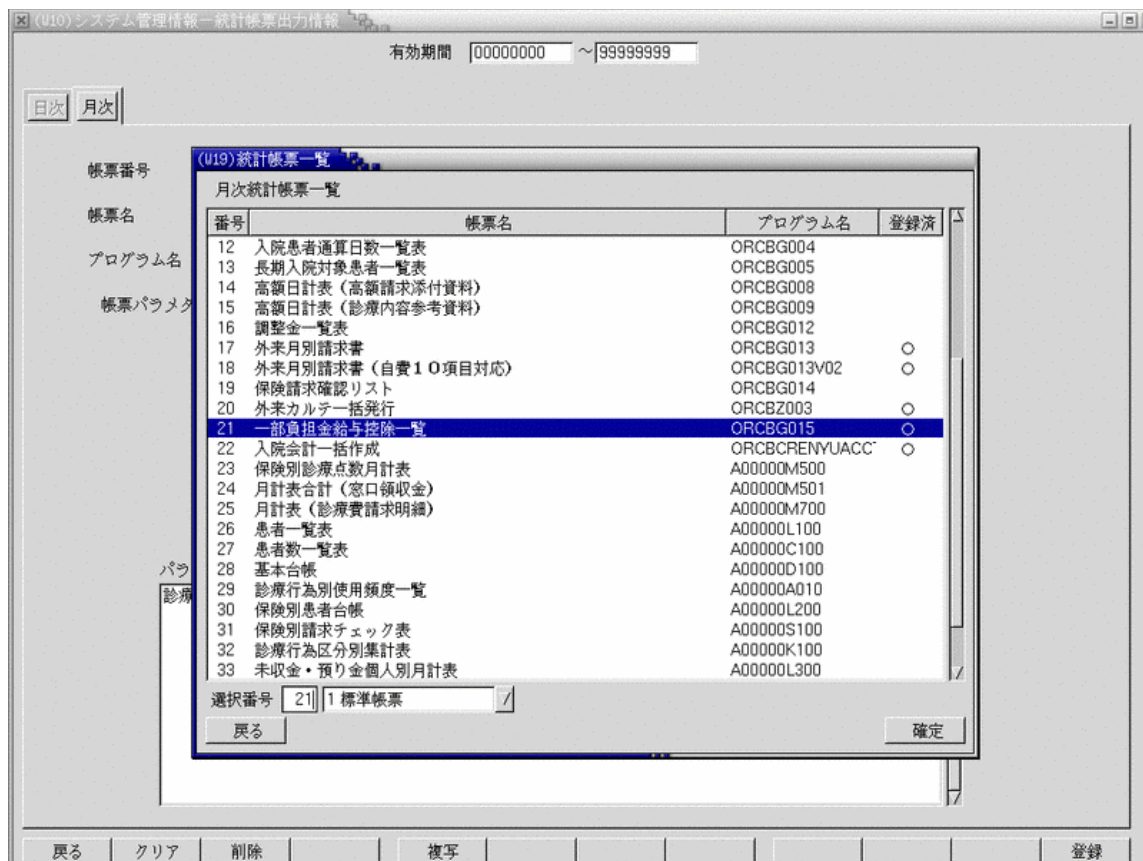 (W10)システム管理情報－統計帳票出力情報
有効期間 00000000 ～ 99999999
日次 月次
帳票番号
帳票名
プログラム名
帳票パラメタ
(W19)統計帳票一覧
月次統計帳票一覧
番号 帳票名 プログラム名 登録済
12 入院患者通算日数一覧表 ORCBG004
13 長期入院対象患者一覧表 ORCBG005
14 高額日計表（高額請求添付資料） ORCBG008
15 高額日計表（診療内容参考資料） ORCBG009
16 調整金一覧表 ORCBG012
17 外来月別請求書 ORCBG013 ○
18 外来月別請求書（自費１０項目対応） ORCBG013V02 ○
19 保険請求確認リスト ORCBG014
20 外来カルテ一括発行 ORCBZ003 ○
21 一部負担金給与控除一覧 ORCBG015 ○
22 入院会計一括作成 ORCBCRENYUACC ○
23 保険別診療点数月計表 A00000M500
24 月計表合計（窓口領収金） A00000M501
25 月計表（診療費請求明細） A00000M700
26 患者一覧表 A00000L100
27 患者数一覧表 A00000C100
28 基本台帳 A00000D100
29 診療行為別使用頻度一覧 A00000A010
30 保険別患者台帳 A00000L200
31 保険別請求チェック表 A00000S100
32 診療行為区分別集計表 A00000K100
33 未収金・預り金個人別月計表 A00000L300
パラ
診療
選択番号 21 1 標準帳票
戻る 確定
戻る クリア 削除 複写 登録